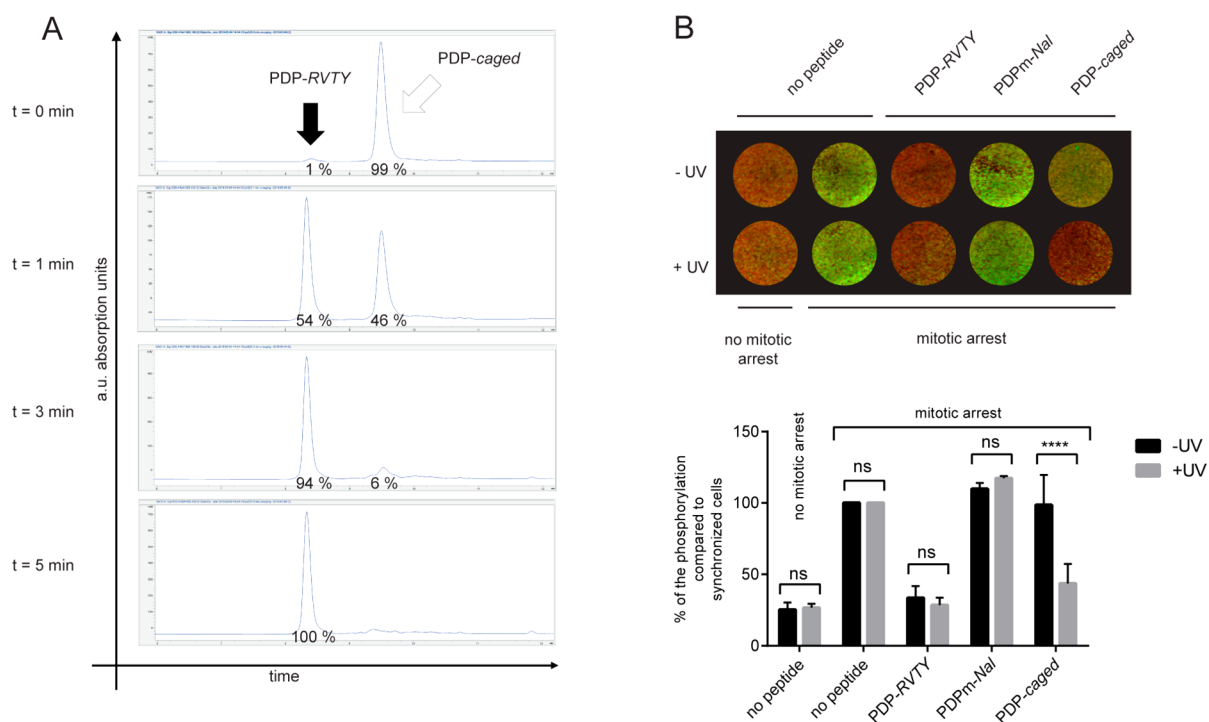 A
PDP-RVTY
PDP-caged
t = 0 min
1 %
99 %
t = 1 min
54 %
46 %
t = 3 min
94 %
6 %
t = 5 min
100 %
a.u. absorption units
time
B
no peptide
PDP-RVTY
PDPm-Nal
PDP-caged
- UV
+ UV
no mitotic
arrest
mitotic arrest
mitotic arrest
no mitotic arrest
150
100
50
0
ns
ns
ns
ns
****
-UV
+UV
% of the phosphorylation
compared to
synchronized cells
no peptide
no peptide
PDP-RVTY
PDPm-Nal
PDP-caged